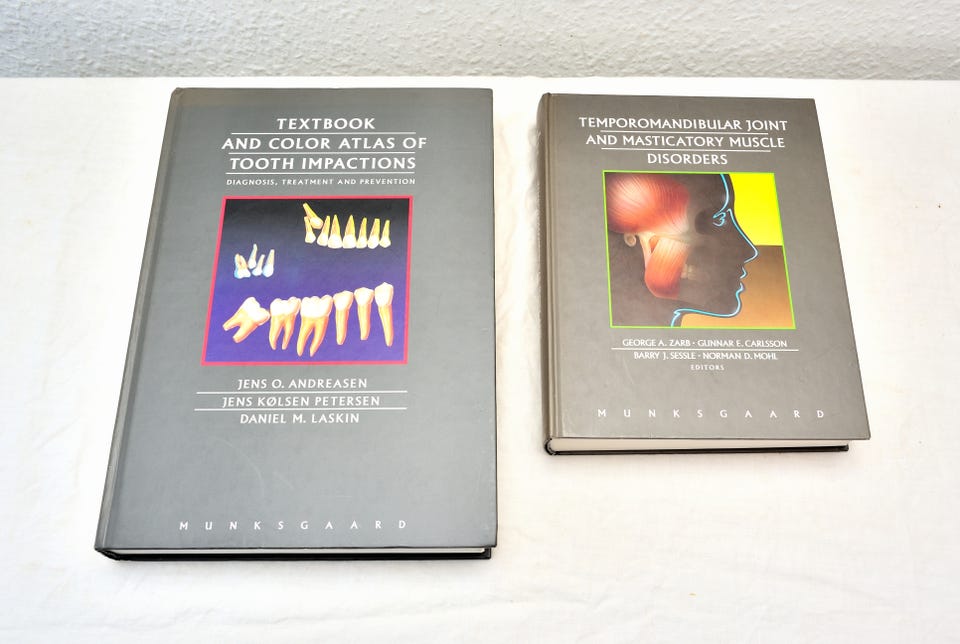 TEXTBOOK
AND COLOR ATLAS OF
TOOTH IMPACTIONS
DIAGNOSIS, TREATMENT AND PREVENTION
JENS O. ANDREASEN
JENS KØLSEN PETERSEN
DANIEL M. LASKIN
MUNKSGAARD
TEMPOROMANDIBULAR JOINT
AND MASTICATORY MUSCLE
DISORDERS
GEORGE A. ZARB · GUNNAR E. CARLSSON
BARRY J. SESSLE · NORMAN D. MOHL
EDITORS
MUNKSGAARD